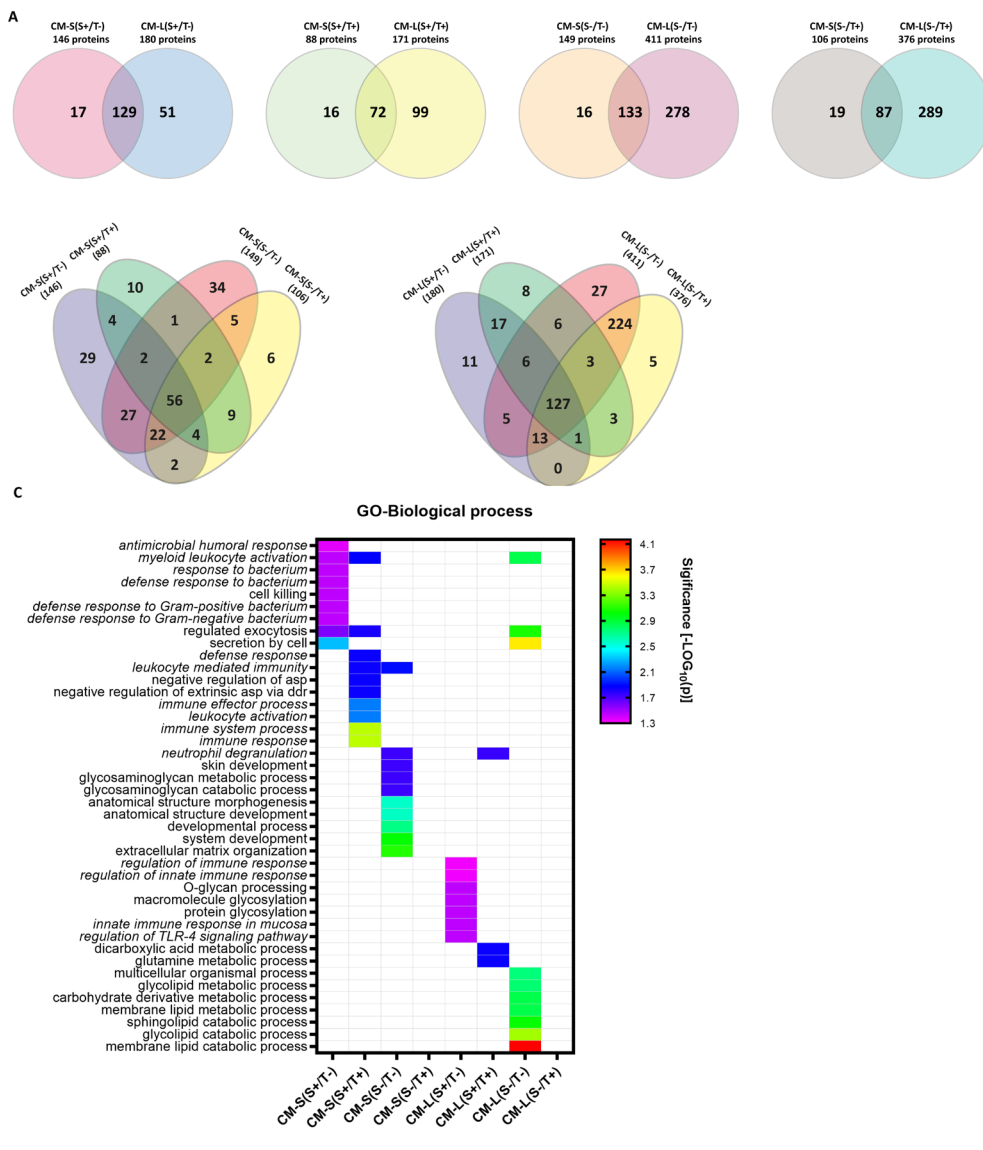 A
CM-S(S+/T-) CM-L(S+/T-)
146 proteins 180 proteins
17 129 51
CM-S(S+/T+) CM-L(S+/T+)
88 proteins 171 proteins
16 72 99
CM-S(S-/T-) CM-L(S-/T-)
149 proteins 411 proteins
16 133 278
CM-S(S-/T+) CM-L(S-/T+)
106 proteins 376 proteins
19 87 289
CM-S(S+/T-)
(146)
CM-S(S+/T+)
(88)
CM-S(S-/T-)
(149)
CM-S(S-/T+)
(106)
10 34
4 1 5
29 2 2 6
56
27 9
22 4
2
CM-L(S+/T-)
(180)
CM-L(S+/T+)
(171)
CM-L(S-/T-)
(411)
CM-L(S-/T+)
(376)
8 27
17 6 224
11 6 3 5
127
5 3
13 1
0
C
GO-Biological process
antimicrobial humoral response
myeloid leukocyte activation
response to bacterium
defense response to bacterium
cell killing
defense response to Gram-positive bacterium
defense response to Gram-negative bacterium
regulated exocytosis
secretion by cell
defense response
leukocyte mediated immunity
negative regulation of asp
negative regulation of extrinsic asp via ddr
immune effector process
leukocyte activation
immune system process
immune response
neutrophil degranulation
skin development
glycosaminoglycan metabolic process
glycosaminoglycan catabolic process
anatomical structure morphogenesis
anatomical structure development
developmental process
system development
extracellular matrix organization
regulation of immune response
regulation of innate immune response
O-glycan processing
macromolecule glycosylation
protein glycosylation
innate immune response in mucosa
regulation of TLR-4 signaling pathway
dicarboxylic acid metabolic process
glutamine metabolic process
multicellular organismal process
glycolipid metabolic process
carbohydrate derivative metabolic process
membrane lipid metabolic process
sphingolipid catabolic process
glycolipid catabolic process
membrane lipid catabolic process
CM-S(S+/T-)
CM-S(S+/T+)
CM-S(S-/T-)
CM-S(S-/T+)
CM-L(S+/T-)
CM-L(S+/T+)
CM-L(S-/T-)
CM-L(S-/T+)
4.1
3.7
3.3
2.9
2.5
2.1
1.7
1.3
Sigificance [-LOG10(p)]